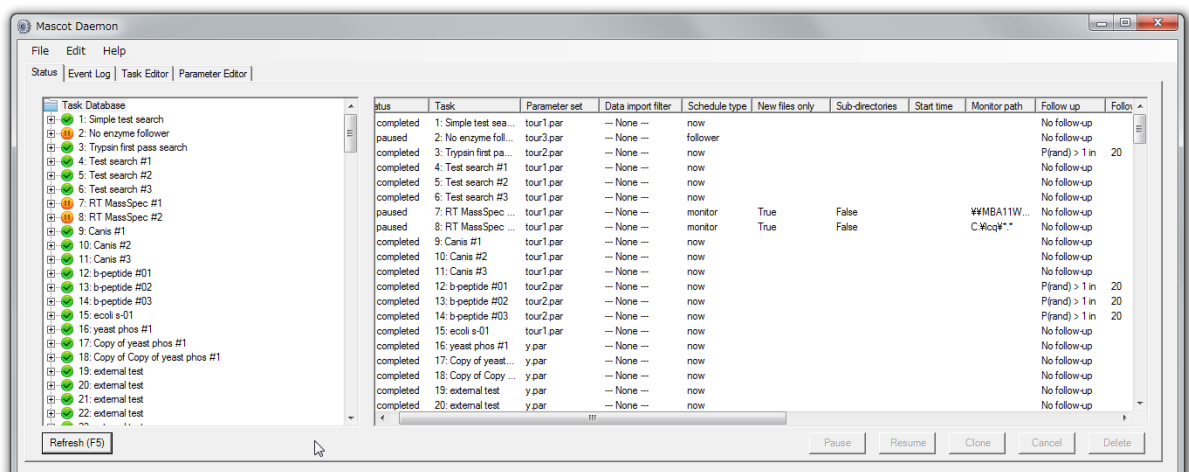 Mascot Daemon
File Edit Help
Status Event Log Task Editor Parameter Editor
Task Database
1: Simple test search
2: No enzyme follower
3: Trypsin first pass search
4: Test search #1
5: Test search #2
6: Test search #3
7: RT MassSpec #1
8: RT MassSpec #2
9: Canis #1
10: Canis #2
11: Canis #3
12: b-peptide #01
13: b-peptide #02
14: b-peptide #03
15: ecoli s-01
16: yeast phos #1
17: Copy of yeast phos #1
18: Copy of Copy of yeast phos #1
19: external test
20: external test
21: external test
22: external test
atus Task Parameter set Data import filter Schedule type New files only Sub-directories Start time Monitor path Follow up Follow
completed 1: Simple test sea... tour1.par --- None --- now No follow-up
paused 2: No enzyme foll... tour3.par --- None --- follower No follow-up
completed 3: Trypsin first pa... tour2.par --- None --- now P(rand) > 1 in 20
completed 4: Test search #1 tour1.par --- None --- now No follow-up
completed 5: Test search #2 tour1.par --- None --- now No follow-up
completed 6: Test search #3 tour1.par --- None --- now No follow-up
paused 7: RT MassSpec ... tour1.par --- None --- monitor True False ¥¥MBA11W... No follow-up
paused 8: RT MassSpec ... tour1.par --- None --- monitor True False C:¥lcq¥*.* No follow-up
completed 9: Canis #1 tour1.par --- None --- now No follow-up
completed 10: Canis #2 tour1.par --- None --- now No follow-up
completed 11: Canis #3 tour1.par --- None --- now No follow-up
completed 12: b-peptide #01 tour2.par --- None --- now P(rand) > 1 in 20
completed 13: b-peptide #02 tour2.par --- None --- now P(rand) > 1 in 20
completed 14: b-peptide #03 tour2.par --- None --- now P(rand) > 1 in 20
completed 15: ecoli s-01 tour1.par --- None --- now No follow-up
completed 16: yeast phos #1 y.par --- None --- now No follow-up
completed 17: Copy of yeast... y.par --- None --- now No follow-up
completed 18: Copy of Copy ... y.par --- None --- now No follow-up
completed 19: external test y.par --- None --- now No follow-up
completed 20: external test y.par --- None --- now No follow-up
Refresh (F5) Pause Resume Clone Cancel Delete